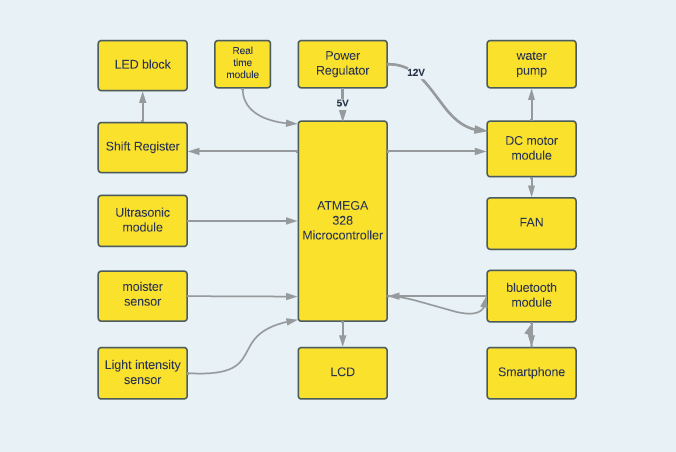 LED block
Real
time
module
Power
Regulator
water
pump
12V
5V
Shift Register
DC motor
module
Ultrasonic
module
ATMEGA
328
Microcontroller
FAN
moister
sensor
bluetooth
module
Light intensity
sensor
LCD
Smartphone